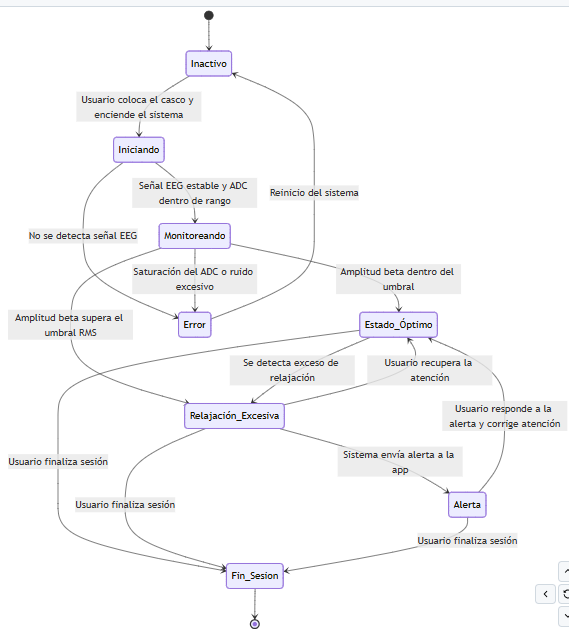 Inactivo
Usuario coloca el casco y
enciende el sistema
Iniciando
Señal EEG estable y ADC
dentro de rango
Reinicio del sistema
No se detecta señal EEG
Monitoreando
Saturación del ADC o ruido
excesivo
Amplitud beta dentro del
umbral
Amplitud beta supera el
umbral RMS
Error
Estado_Óptimo
Se detecta exceso de
relajación
Usuario recupera la
atención
Relajación_Excesiva
Usuario responde a la
alerta y corrige atención
Sistema envía alerta a la
app
Usuario finaliza sesión
Usuario finaliza sesión
Alerta
Usuario finaliza sesión
Fin_Sesion